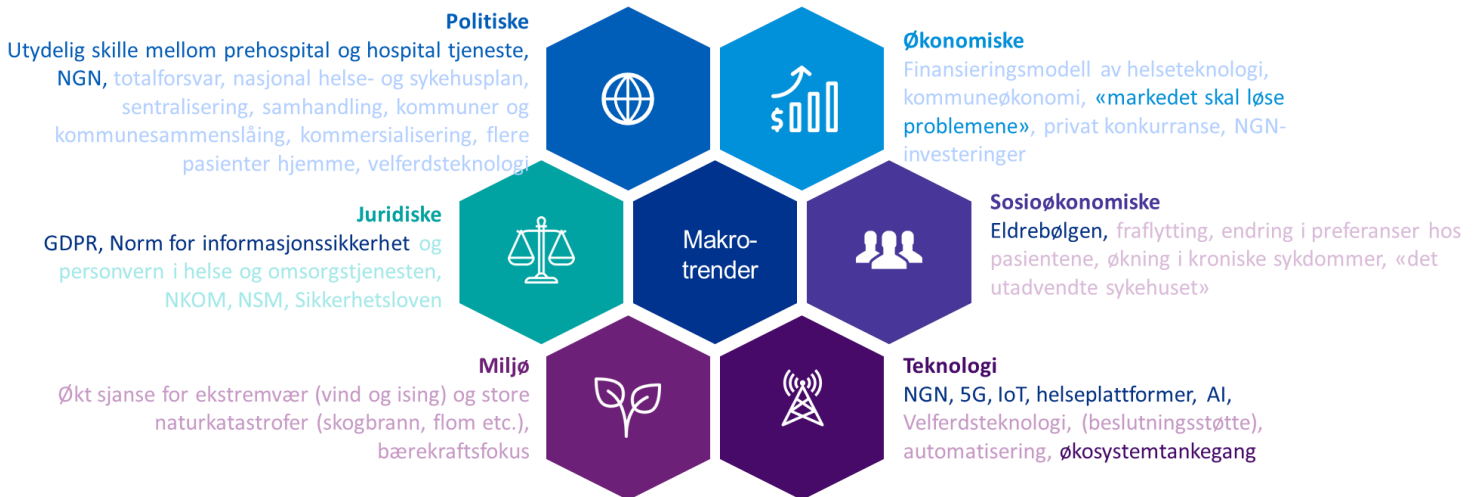 Politiske
Utydelig skille mellom prehospital og hospital tjeneste,
NGN, totalforsvar, nasjonal helse- og sykehusplan,
sentralisering, samhandling, kommuner og
kommunesammenslåing, kommersialisering, flere
pasienter hjemme, velferdsteknologi
Økonomiske
Finansieringsmodell av helseteknologi,
kommuneøkonomi, «markedet skal løse
problemene», privat konkurranse, NGN-
investeringer
$
Juridiske
GDPR, Norm for informasjonssikkerhet og
personvern i helse og omsorgstjenesten,
NKOM, NSM, Sikkerhetsloven
Makro-
trender
Sosioøkonomiske
Eldrebølgen, fraflytting, endring i preferanser hos
pasientene, økning i kroniske sykdommer, «det
utadvendte sykehuset»
Miljø
Økt sjanse for ekstremvær (vind og ising) og store
naturkatastrofer (skogbrann, flom etc.),
bærekraftsfokus
Teknologi
NGN, 5G, IoT, helseplattformer, AI,
Velferdsteknologi, (beslutningsstøtte),
automatisering, økosystemtankegang